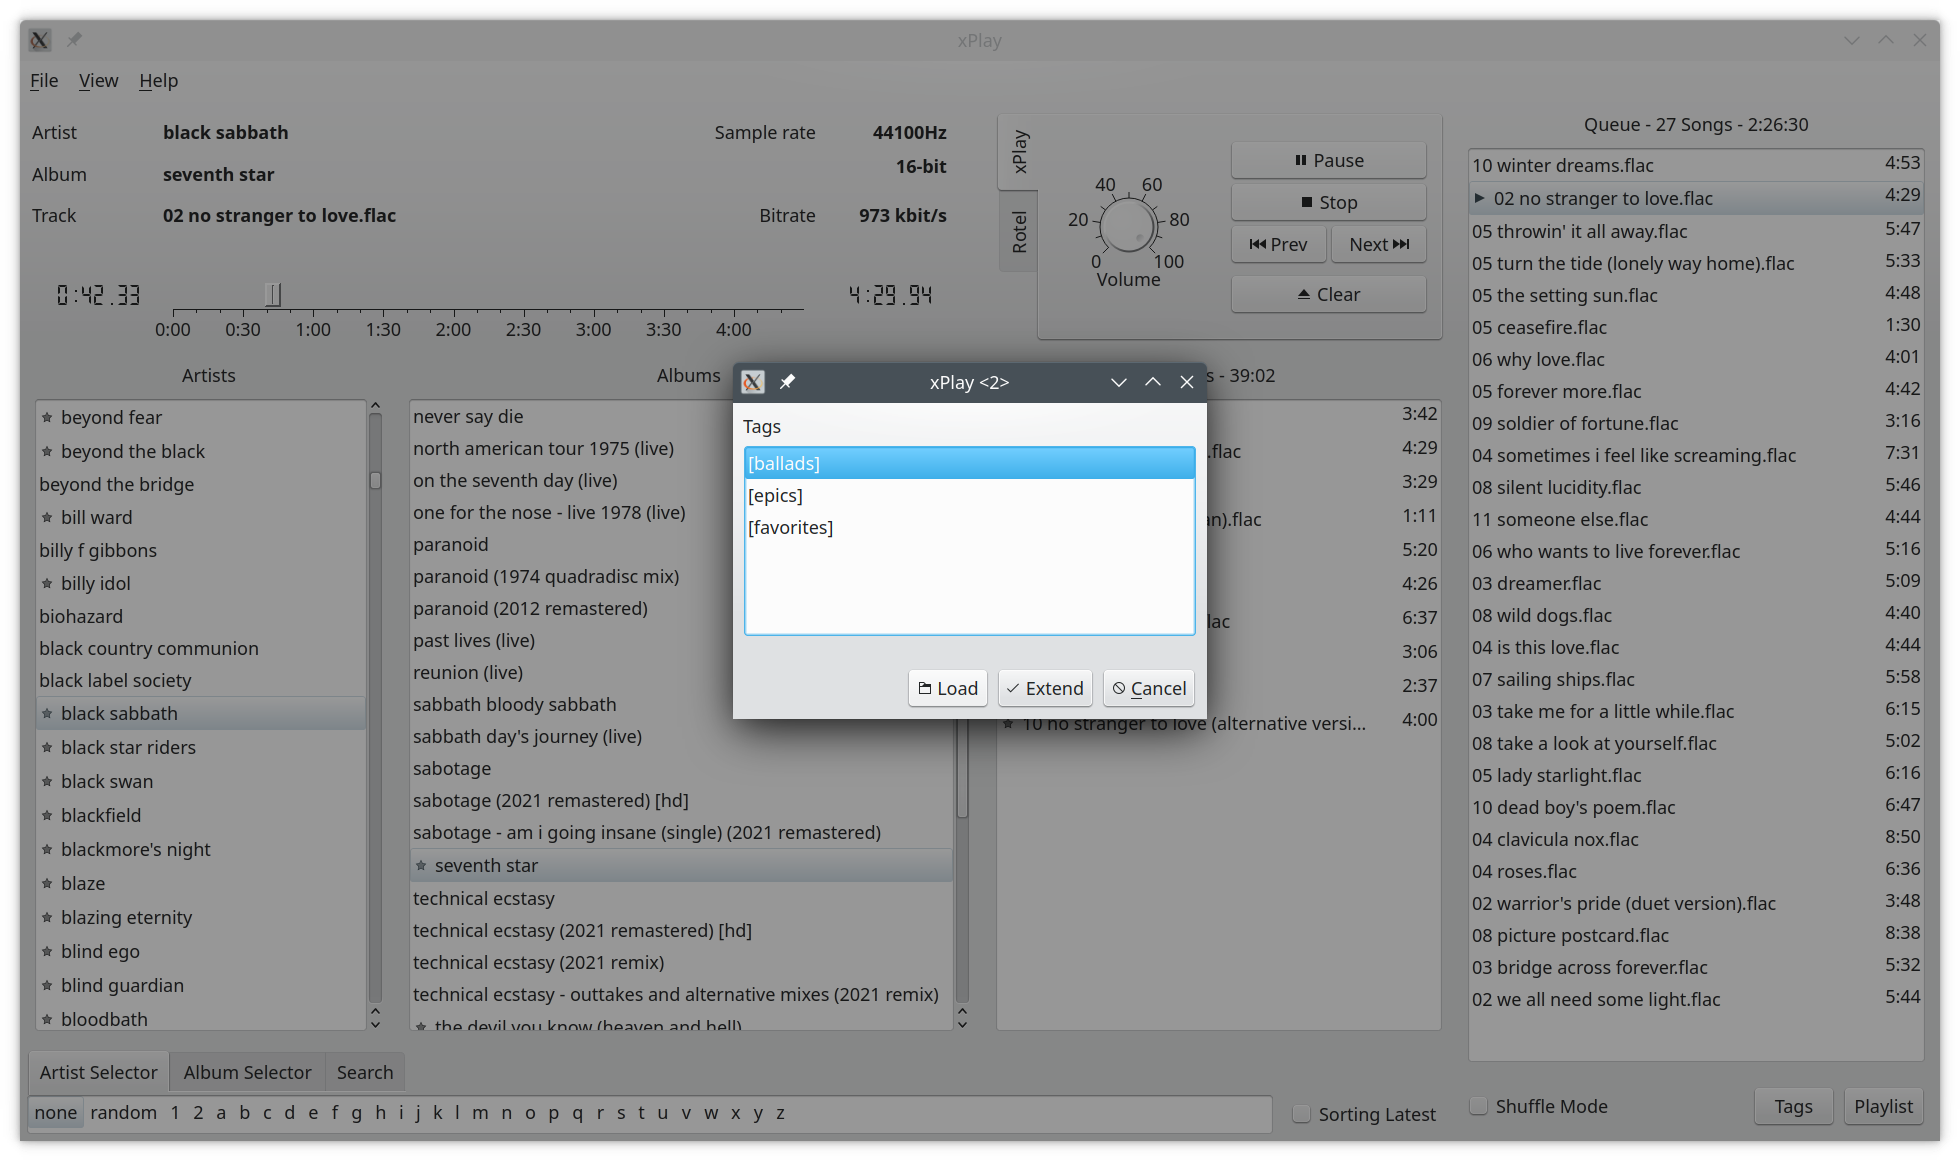 xPlay
File View Help
Artist black sabbath
Album seventh star
Track 02 no stranger to love.flac
Sample rate 44100Hz
16-bit
Bitrate 973 kbit/s
0:42.33
4:29.94
0:00 0:30 1:00 1:30 2:00 2:30 3:00 3:30 4:00
xPlay
Rotel
0 20 40 60 80 100
Volume
Pause
Stop
Prev Next
Clear
Queue - 27 Songs - 2:26:30
10 winter dreams.flac 4:53
02 no stranger to love.flac 4:29
05 throwin' it all away.flac 5:47
05 turn the tide (lonely way home).flac 5:33
05 the setting sun.flac 4:48
05 ceasefire.flac 1:30
06 why love.flac 4:01
05 forever more.flac 4:42
09 soldier of fortune.flac 3:16
04 sometimes i feel like screaming.flac 7:31
08 silent lucidity.flac 5:46
11 someone else.flac 4:44
06 who wants to live forever.flac 5:16
03 dreamer.flac 5:09
08 wild dogs.flac 4:40
04 is this love.flac 4:44
07 sailing ships.flac 5:58
03 take me for a little while.flac 6:15
08 take a look at yourself.flac 5:02
05 lady starlight.flac 6:16
10 dead boy's poem.flac 6:47
04 clavicula nox.flac 8:50
04 roses.flac 6:36
02 warrior's pride (duet version).flac 3:48
08 picture postcard.flac 8:38
03 bridge across forever.flac 5:32
02 we all need some light.flac 5:44
Artists
beyond fear
beyond the black
beyond the bridge
bill ward
billy f gibbons
billy idol
biohazard
black country communion
black label society
black sabbath
black star riders
black swan
blackfield
blackmore's night
blaze
blazing eternity
blind ego
blind guardian
bloodbath
Albums
never say die
north american tour 1975 (live)
on the seventh day (live)
one for the nose - live 1978 (live)
paranoid
paranoid (1974 quadradisc mix)
paranoid (2012 remastered)
past lives (live)
reunion (live)
sabbath bloody sabbath
sabbath day's journey (live)
sabotage
sabotage (2021 remastered) [hd]
sabotage - am i going insane (single) (2021 remastered)
seventh star
technical ecstasy
technical ecstasy (2021 remastered) [hd]
technical ecstasy (2021 remix)
technical ecstasy - outtakes and alternative mixes (2021 remix)
the devil you know (heaven and hell)
s - 39:02
3:42
.flac 4:29
3:29
an).flac 1:11
5:20
4:26
lac 6:37
3:06
2:37
10 no stranger to love (alternative versi... 4:00
xPlay <2>
Tags
[ballads]
[epics]
[favorites]
Load Extend Cancel
Artist Selector Album Selector Search
none random 1 2 a b c d e f g h i j k l m n o p q r s t u v w x y z
Sorting Latest
Shuffle Mode
Tags Playlist